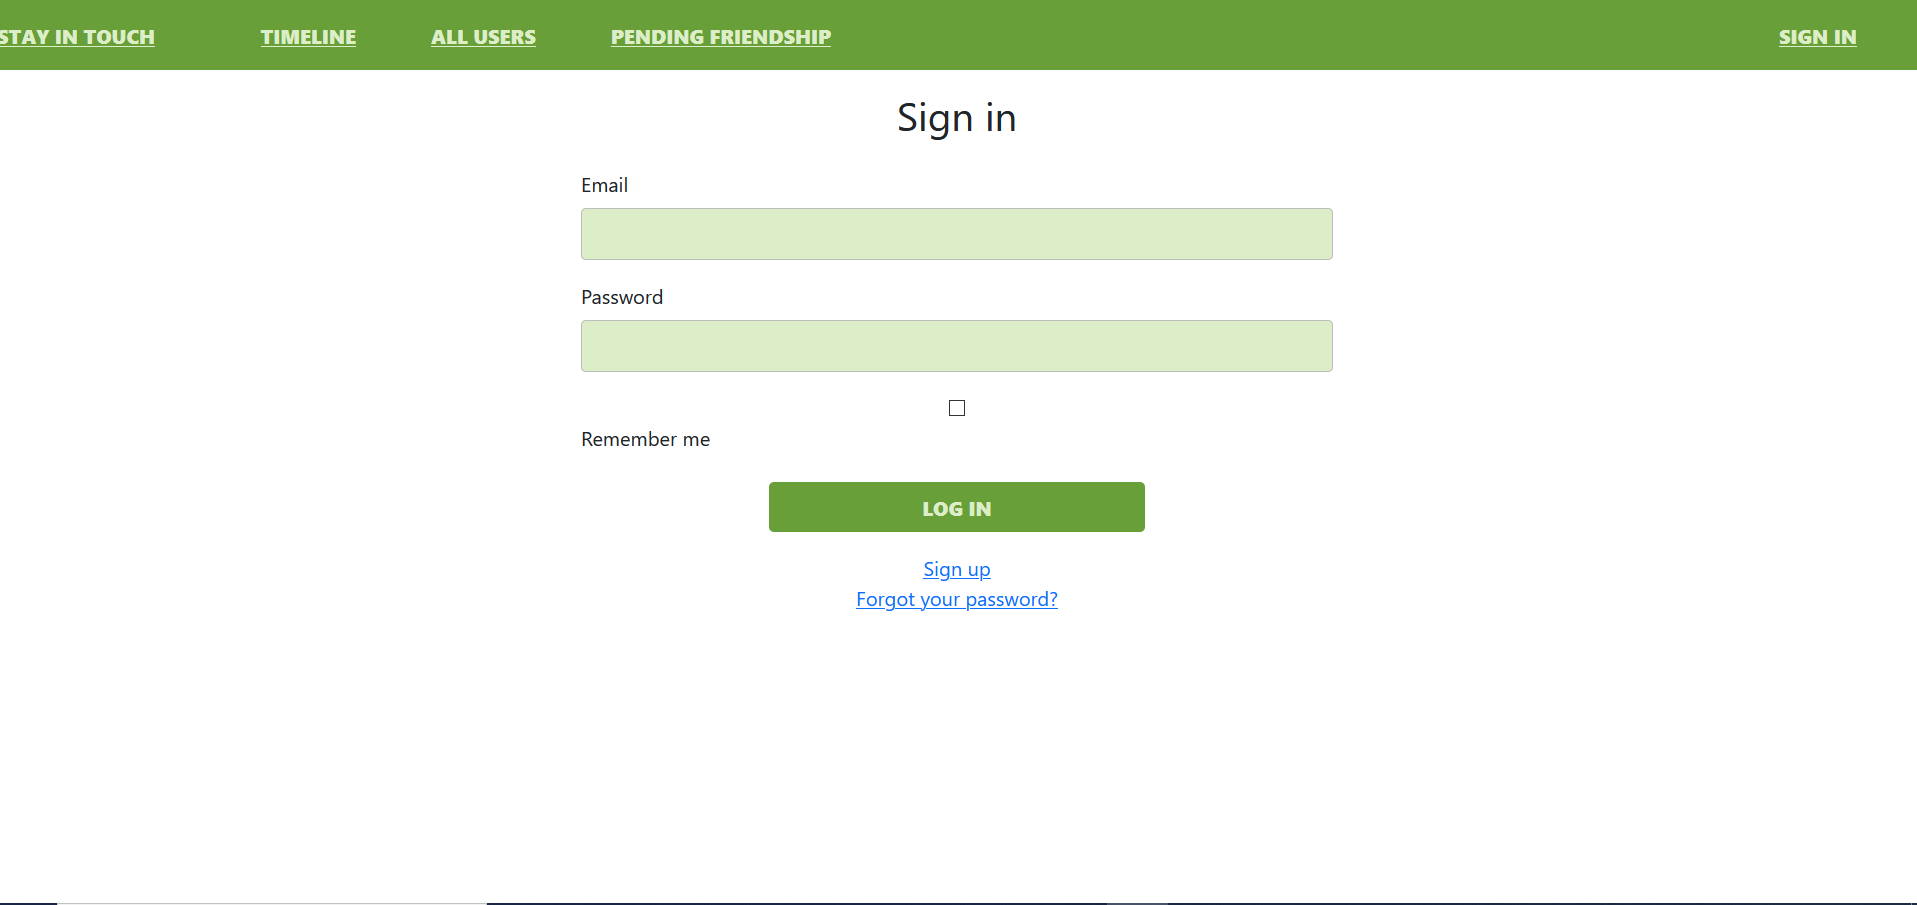 STAY IN TOUCH TIMELINE ALL USERS PENDING FRIENDSHIP SIGN IN
Sign in
Email
Password
Remember me
LOG IN
Sign up
Forgot your password?